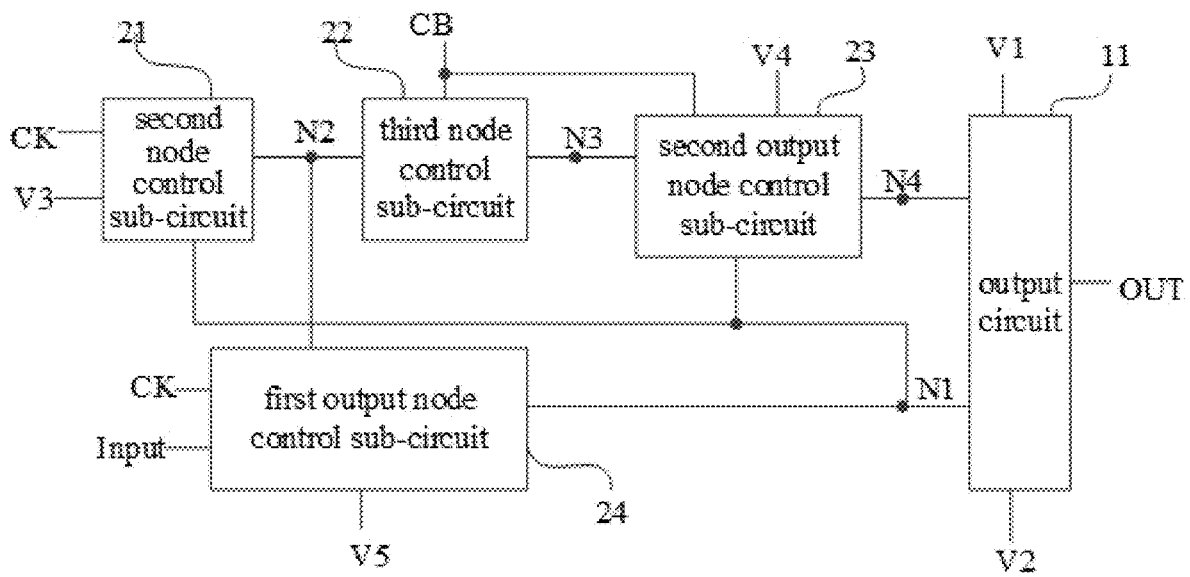 21
22
CB
V4
23
V1
11
CK
V3
second
node
control
sub-circuit
N2
third node
control
sub-circuit
N3
second output
node control
sub-circuit
N4
output
circuit
OUT
CK
Input
first output node
control sub-circuit
N1
24
V5
V2